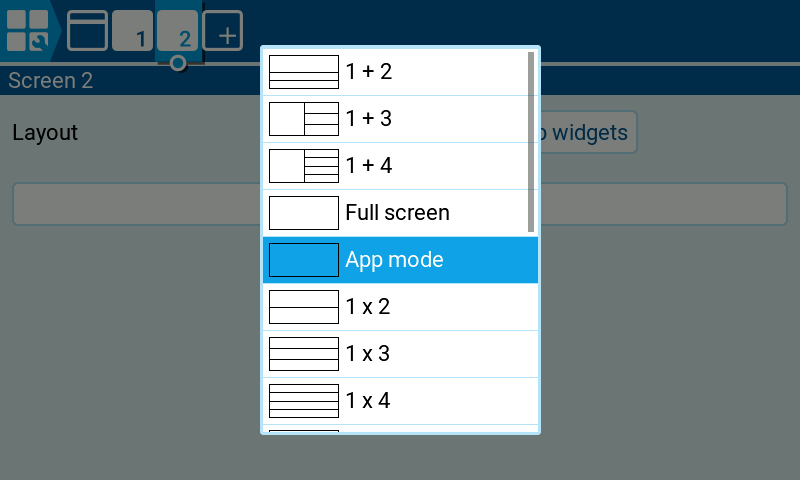 1
2
+
Screen 2
Layout
widgets
1 + 2
1 + 3
1 + 4
Full screen
App mode
1 x 2
1 x 3
1 x 4